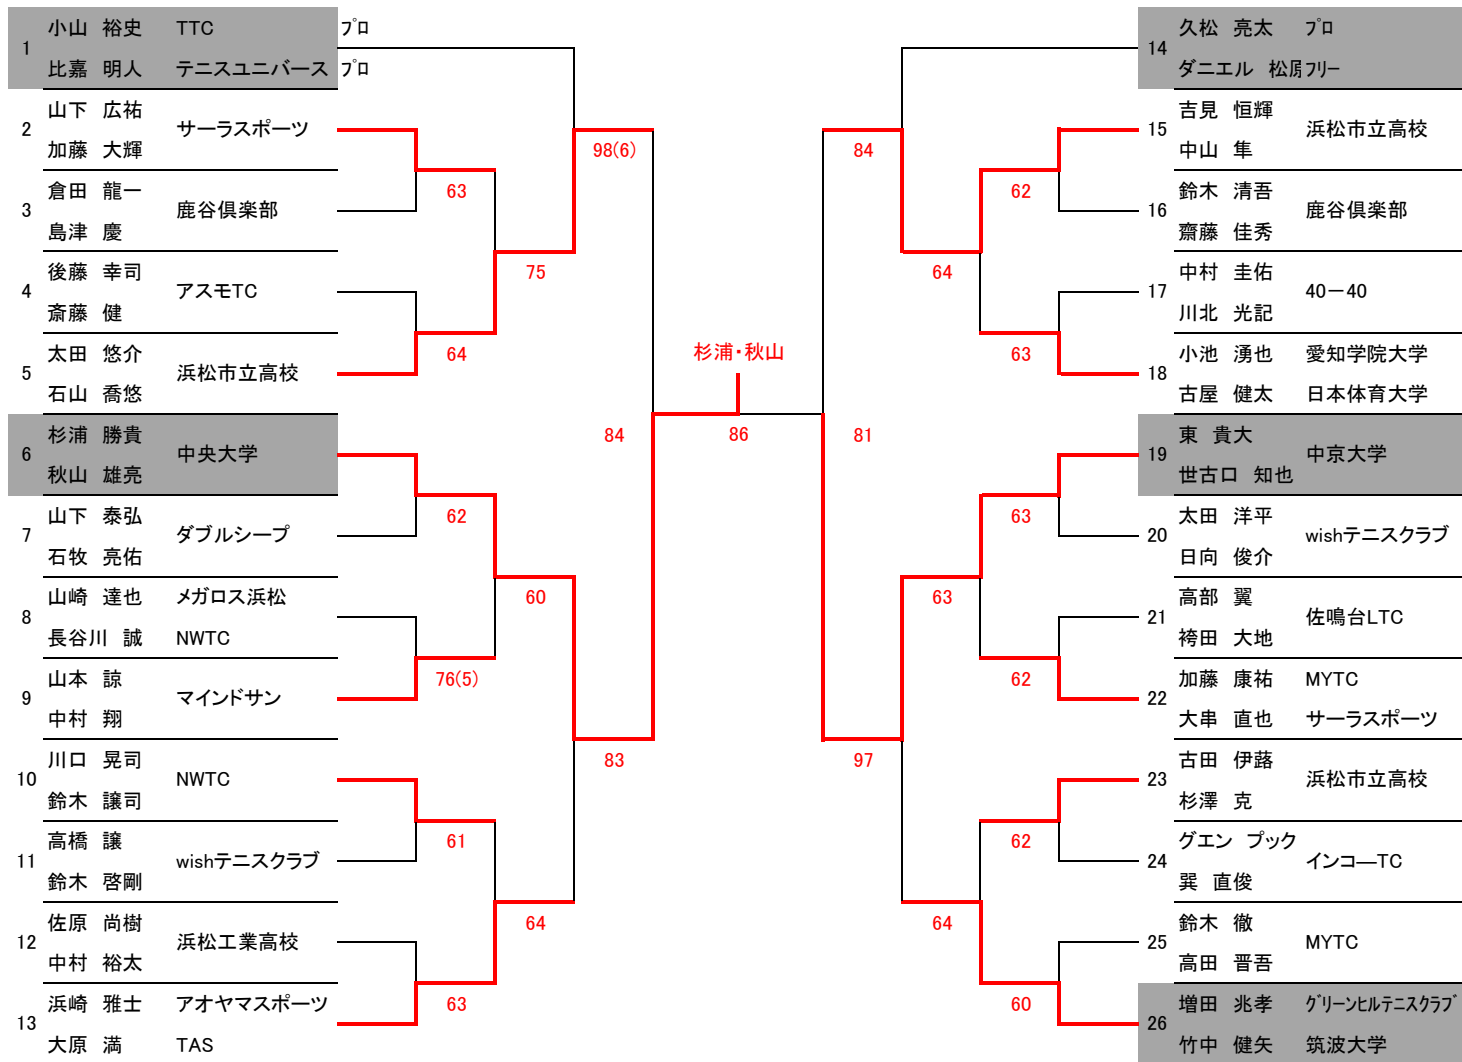 1 小山 裕史 TTC プロ
比嘉 明人 テニスユニバース プロ
2 山下 広祐 サーラスポーツ
加藤 大輝
3 倉田 龍一 鹿谷倶楽部
島津 慶
4 後藤 幸司 アスモTC
斎藤 健
5 太田 悠介 浜松市立高校
石山 喬悠
6 杉浦 勝貴 中央大学
秋山 雄亮
7 山下 泰弘 ダブルシープ
石牧 亮佑
8 山崎 達也 メガロス浜松
長谷川 誠 NWTC
9 山本 諒 マインドサン
中村 翔
10 川口 晃司 NWTC
鈴木 譲司
11 高橋 譲 wishテニスクラブ
鈴木 啓剛
12 佐原 尚樹 浜松工業高校
中村 裕太
13 浜崎 雅士 アオヤマスポーツ
大原 満 TAS
63
64
62
76(5)
61
63
75
60
64
98(6)
83
84
杉浦・秋山
86
81
84
97
64
63
64
62
63
63
62
62
60
14 久松 亮太 プロ
ダニエル 松原 フリー
15 吉見 恒輝 浜松市立高校
中山 隼
16 鈴木 清吾 鹿谷倶楽部
齋藤 佳秀
17 中村 圭佑 40－40
川北 光記
18 小池 湧也 愛知学院大学
古屋 健太 日本体育大学
19 東 貴大 中京大学
世古口 知也
20 太田 洋平 wishテニスクラブ
日向 俊介
21 高部 翼 佐鳴台LTC
袴田 大地
22 加藤 康祐 MYTC
大串 直也 サーラスポーツ
23 古田 伊蕗 浜松市立高校
杉澤 克
24 グエン プック インコ―TC
巽 直俊
25 鈴木 徹 MYTC
高田 晋吾
26 増田 兆孝 グリーンヒルテニスクラブ
竹中 健矢 筑波大学